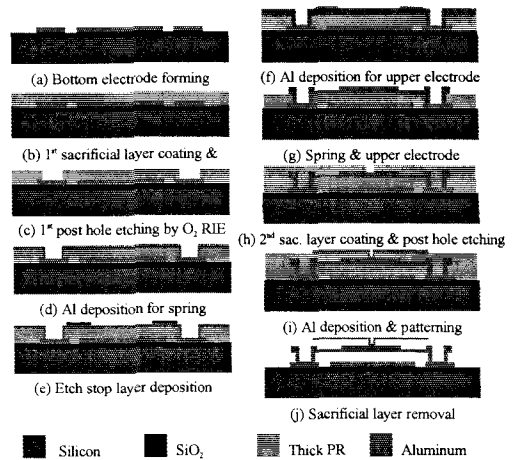 (a) Bottom electrode forming
(b) 1st sacrificial layer coating &
(c) 1st post hole etching by O2 RIE
(d) Al deposition for spring
(e) Etch stop layer deposition
(f) Al deposition for upper electrode
(g) Spring & upper electrode
(h) 2nd sac. layer coating & post hole etching
(i) Al deposition & patterning
(j) Sacrificial layer removal
Silicon SiO2 Thick PR Aluminum